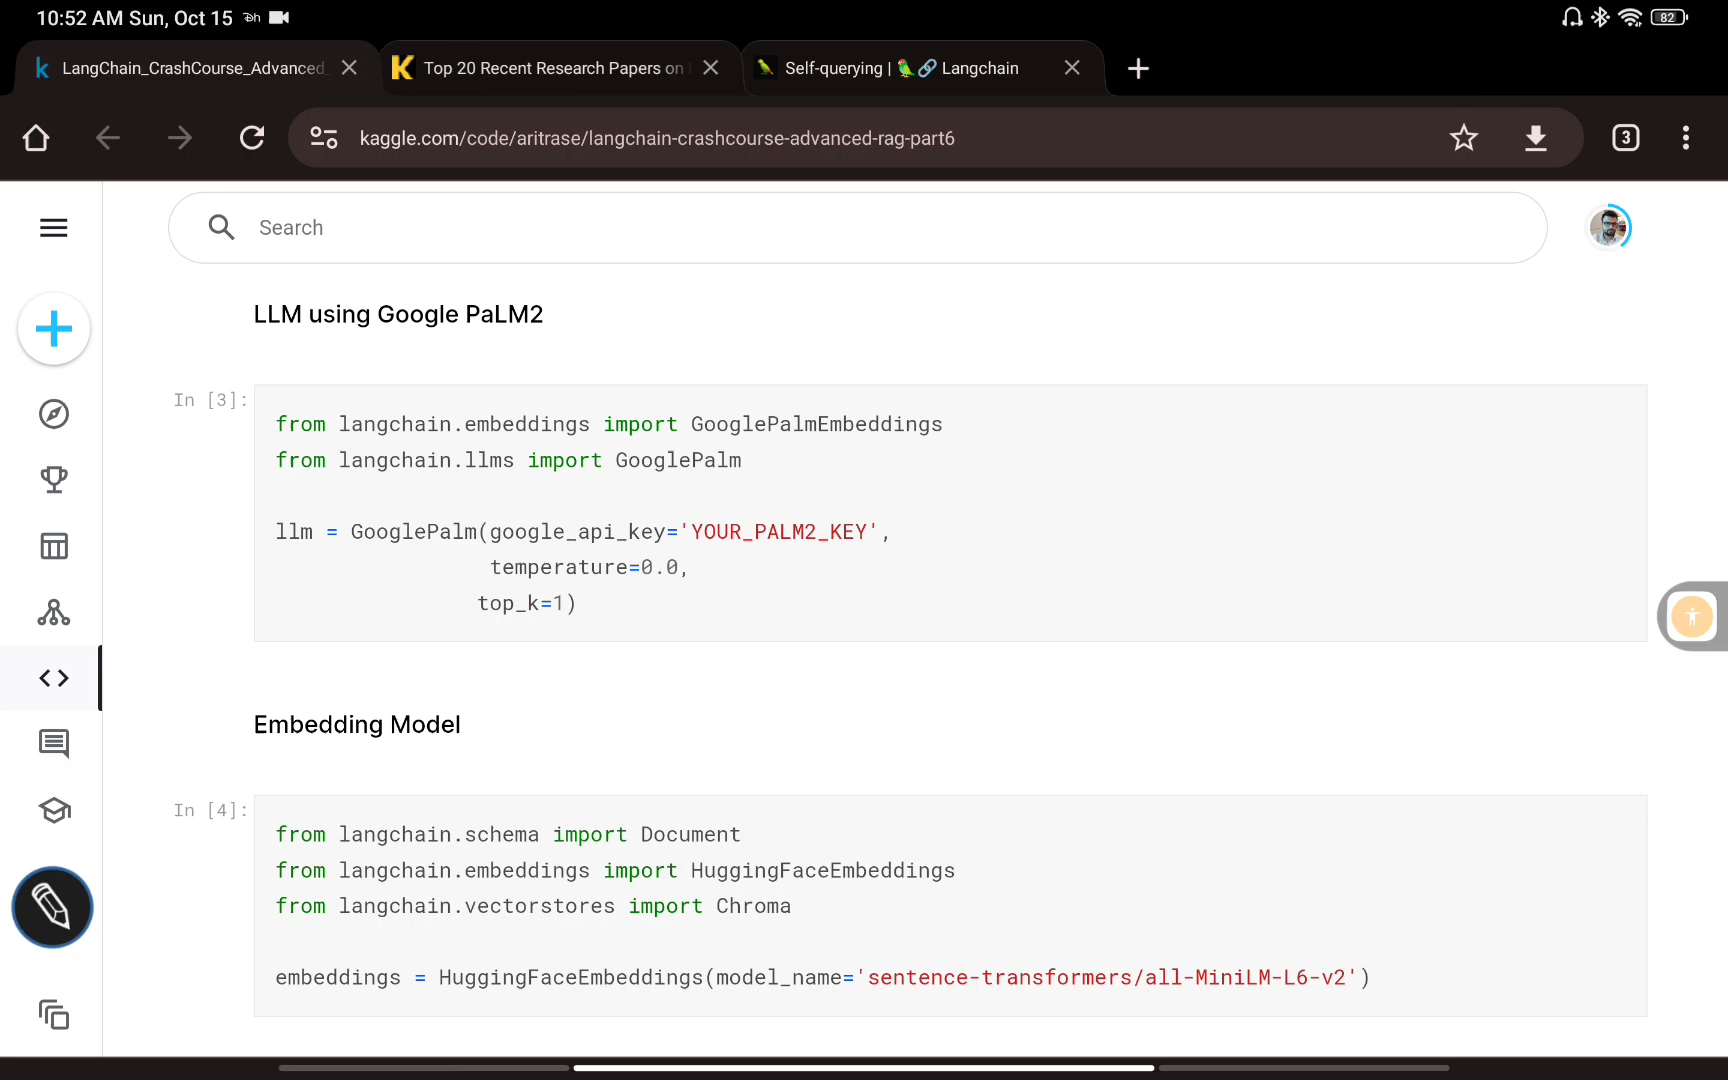 10:52 AM Sun, Oct 15
82
LangChain_CrashCourse_Advanced_
Top 20 Recent Research Papers on
Self-querying | 🦜🔗 Langchain
kaggle.com/code/aritrase/langchain-crashcourse-advanced-rag-part6
3
Search
LLM using Google PaLM2
In [3]:
from langchain.embeddings import GooglePalmEmbeddings
from langchain.llms import GooglePalm
llm = GooglePalm(google_api_key='YOUR_PALM2_KEY',
temperature=0.0,
top_k=1)
Embedding Model
In [4]:
from langchain.schema import Document
from langchain.embeddings import HuggingFaceEmbeddings
from langchain.vectorstores import Chroma
embeddings = HuggingFaceEmbeddings(model_name='sentence-transformers/all-MiniLM-L6-v2')